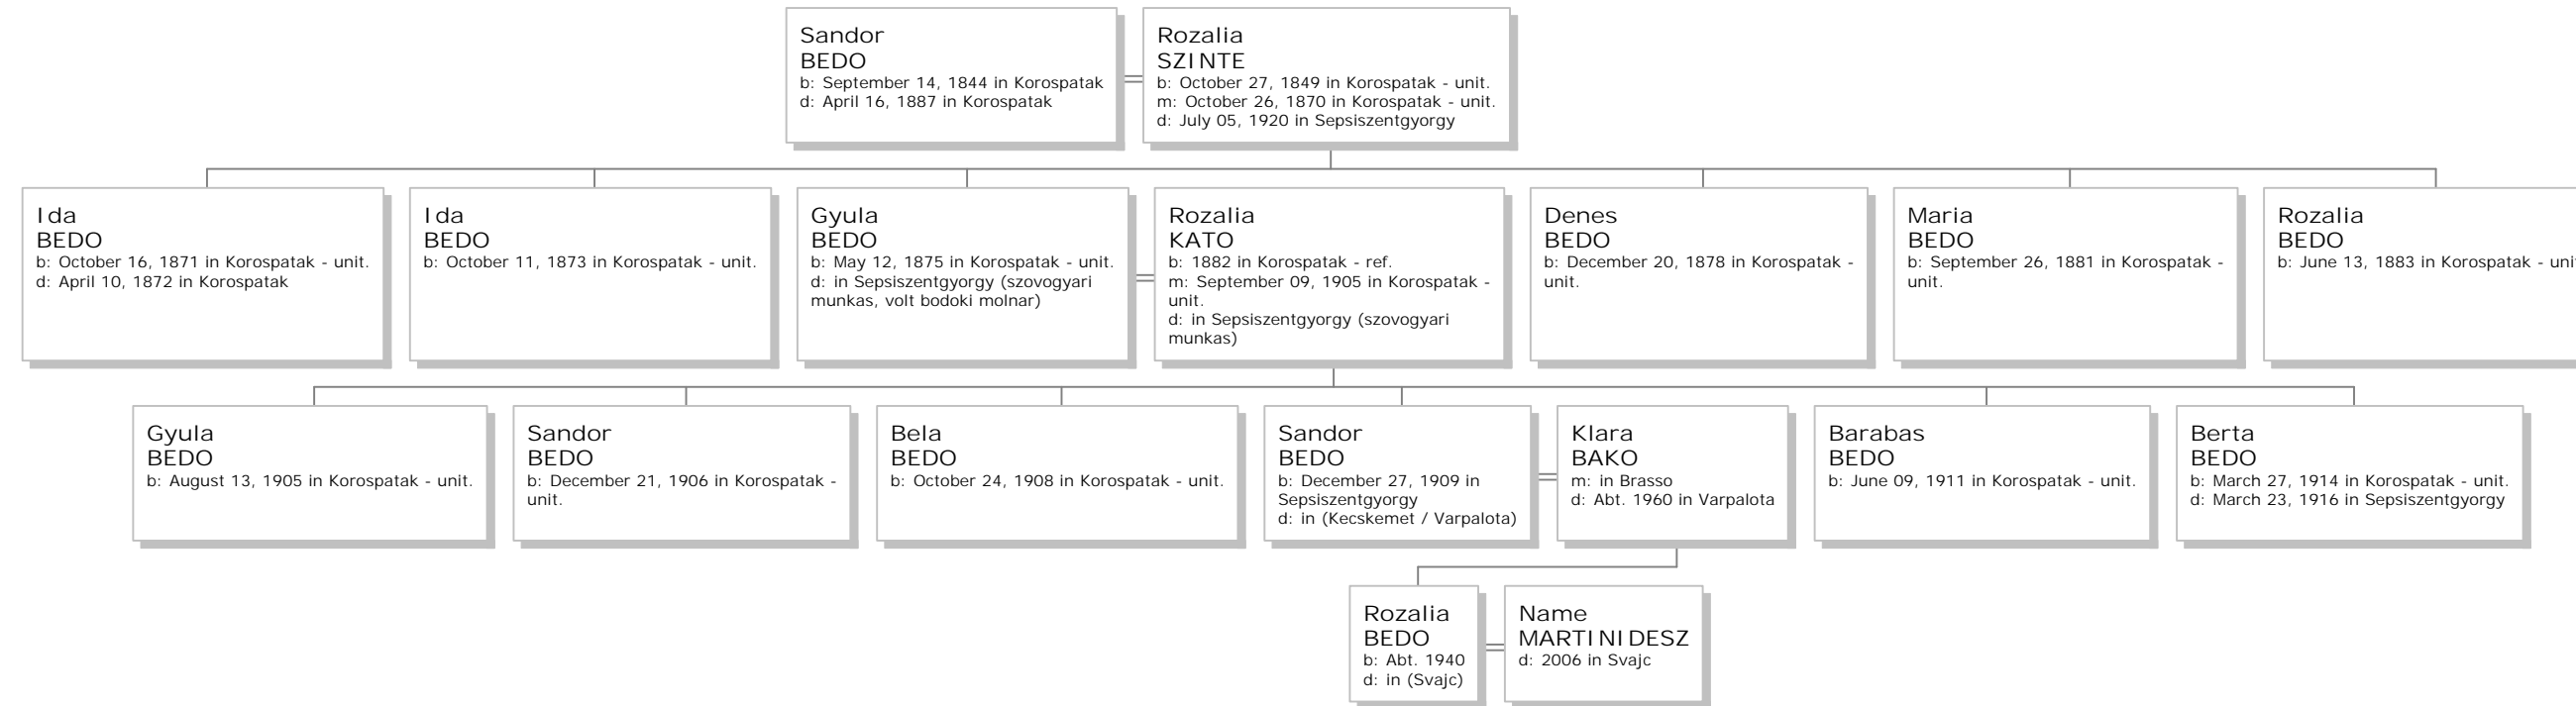 Sandor
BEDO
b: September 14, 1844 in Korospatak
d: April 16, 1887 in Korospatak
Rozalia
SZINTE
b: October 27, 1849 in Korospatak - unit.
m: October 26, 1870 in Korospatak - unit.
d: July 05, 1920 in Sepsiszentgyorgy
Ida
BEDO
b: October 16, 1871 in Korospatak - unit.
d: April 10, 1872 in Korospatak
Ida
BEDO
b: October 11, 1873 in Korospatak - unit.
Gyula
BEDO
b: May 12, 1875 in Korospatak - unit.
d: in Sepsiszentgyorgy (szovogyari
munkas, volt bodoki molnar)
Rozalia
KATO
b: 1882 in Korospatak - ref.
m: September 09, 1905 in Korospatak -
unit.
d: in Sepsiszentgyorgy (szovogyari
munkas)
Denes
BEDO
b: December 20, 1878 in Korospatak -
unit.
Maria
BEDO
b: September 26, 1881 in Korospatak -
unit.
Rozalia
BEDO
b: June 13, 1883 in Korospatak -
Gyula
BEDO
b: August 13, 1905 in Korospatak - unit.
Sandor
BEDO
b: December 21, 1906 in Korospatak -
unit.
Bela
BEDO
b: October 24, 1908 in Korospatak - unit.
Sandor
BEDO
b: December 27, 1909 in
Sepsiszentgyorgy
d: in (Kecskemet / Varpalota)
Klara
BAKO
m: in Brasso
d: Abt. 1960 in Varpalota
Barabas
BEDO
b: June 09, 1911 in Korospatak - unit.
Berta
BEDO
b: March 27, 1914 in Korospatak - unit.
d: March 23, 1916 in Sepsiszentgyorgy
Rozalia
BEDO
b: Abt. 1940
d: in (Svajc)
Name
MARTINIDESZ
d: 2006 in Svajc